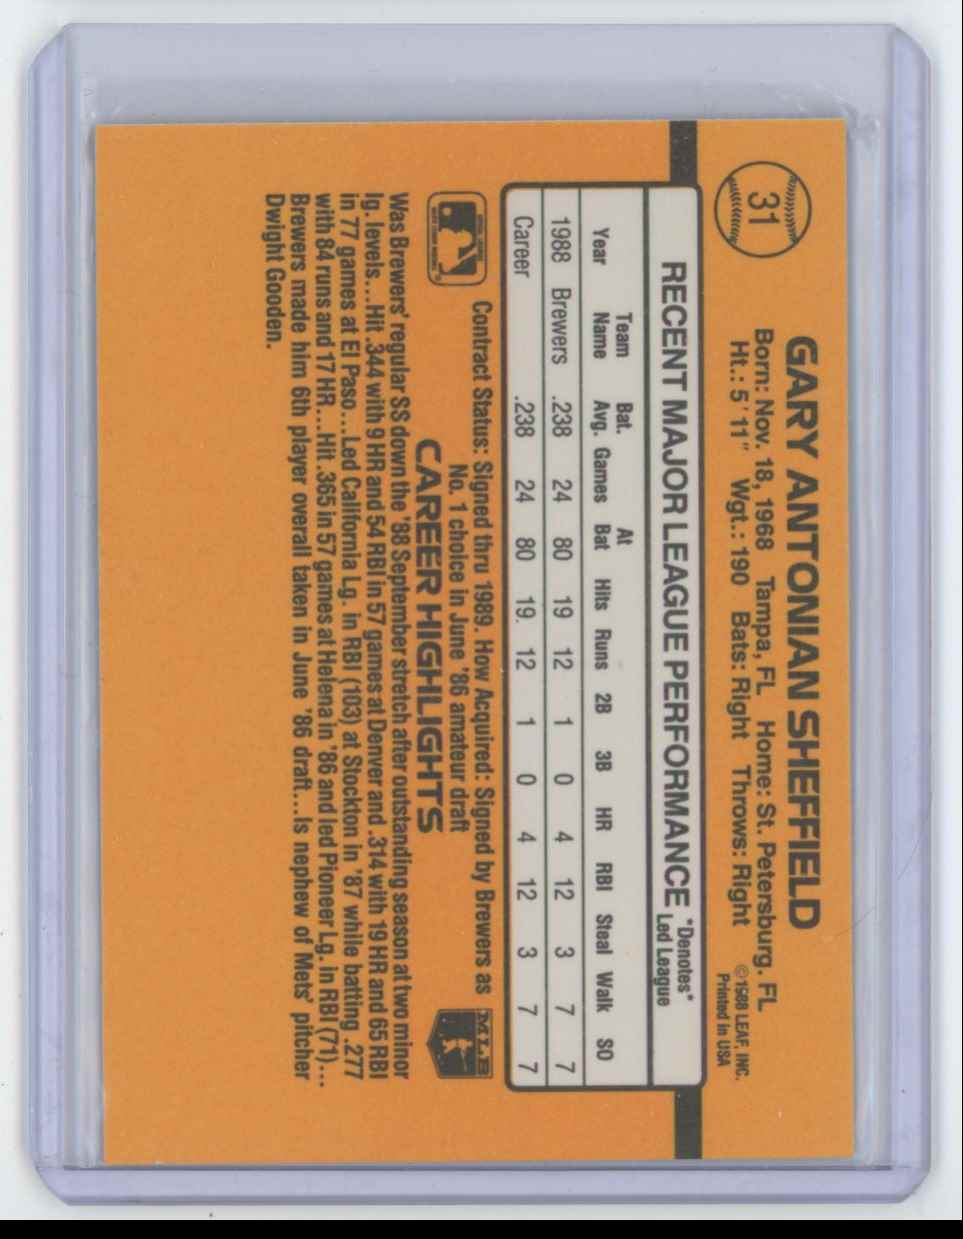 31
GARY ANTONIAN SHEFFIELD
Born: Nov. 18, 1968 Tampa, FL Home: St. Petersburg. FL
Ht.: 5'11" Wgt.: 190 Bats: Right Throws: Right
©1988 LEAF, INC.
Printed in USA
RECENT MAJOR LEAGUE PERFORMANCE *Denotes*
Led League
Team Bat. At
Year Name Avg. Games Bat Hits Runs 2B 3B HR RBI Steal Walk SO
1988 Brewers .238 24 80 19 12 1 0 4 12 3 7 7
Career .238 24 80 19. 12 1 0 4 12 3 7 7
Contract Status: Signed thru 1989. How Acquired: Signed by Brewers as
No. 1 choice in June '86 amateur draft
MLB
CAREER HIGHLIGHTS
Was Brewers' regular SS down the '88 September stretch after outstanding season at two minor
lg. levels...Hit .344 with 9 HR and 54 RBI in 57 games at Denver and .314 with 19 HR and 65 RBI
in 77 games at El Paso...Led California Lg. in RBI (103) at Stockton in '87 while batting .277
with 84 runs and 17 HR...Hit .365 in 57 games at Helena in '86 and led Pioneer Lg. in RBI (71)...
Brewers made him 6th player overall taken in June '86 draft...Is nephew of Mets' pitcher
Dwight Gooden.